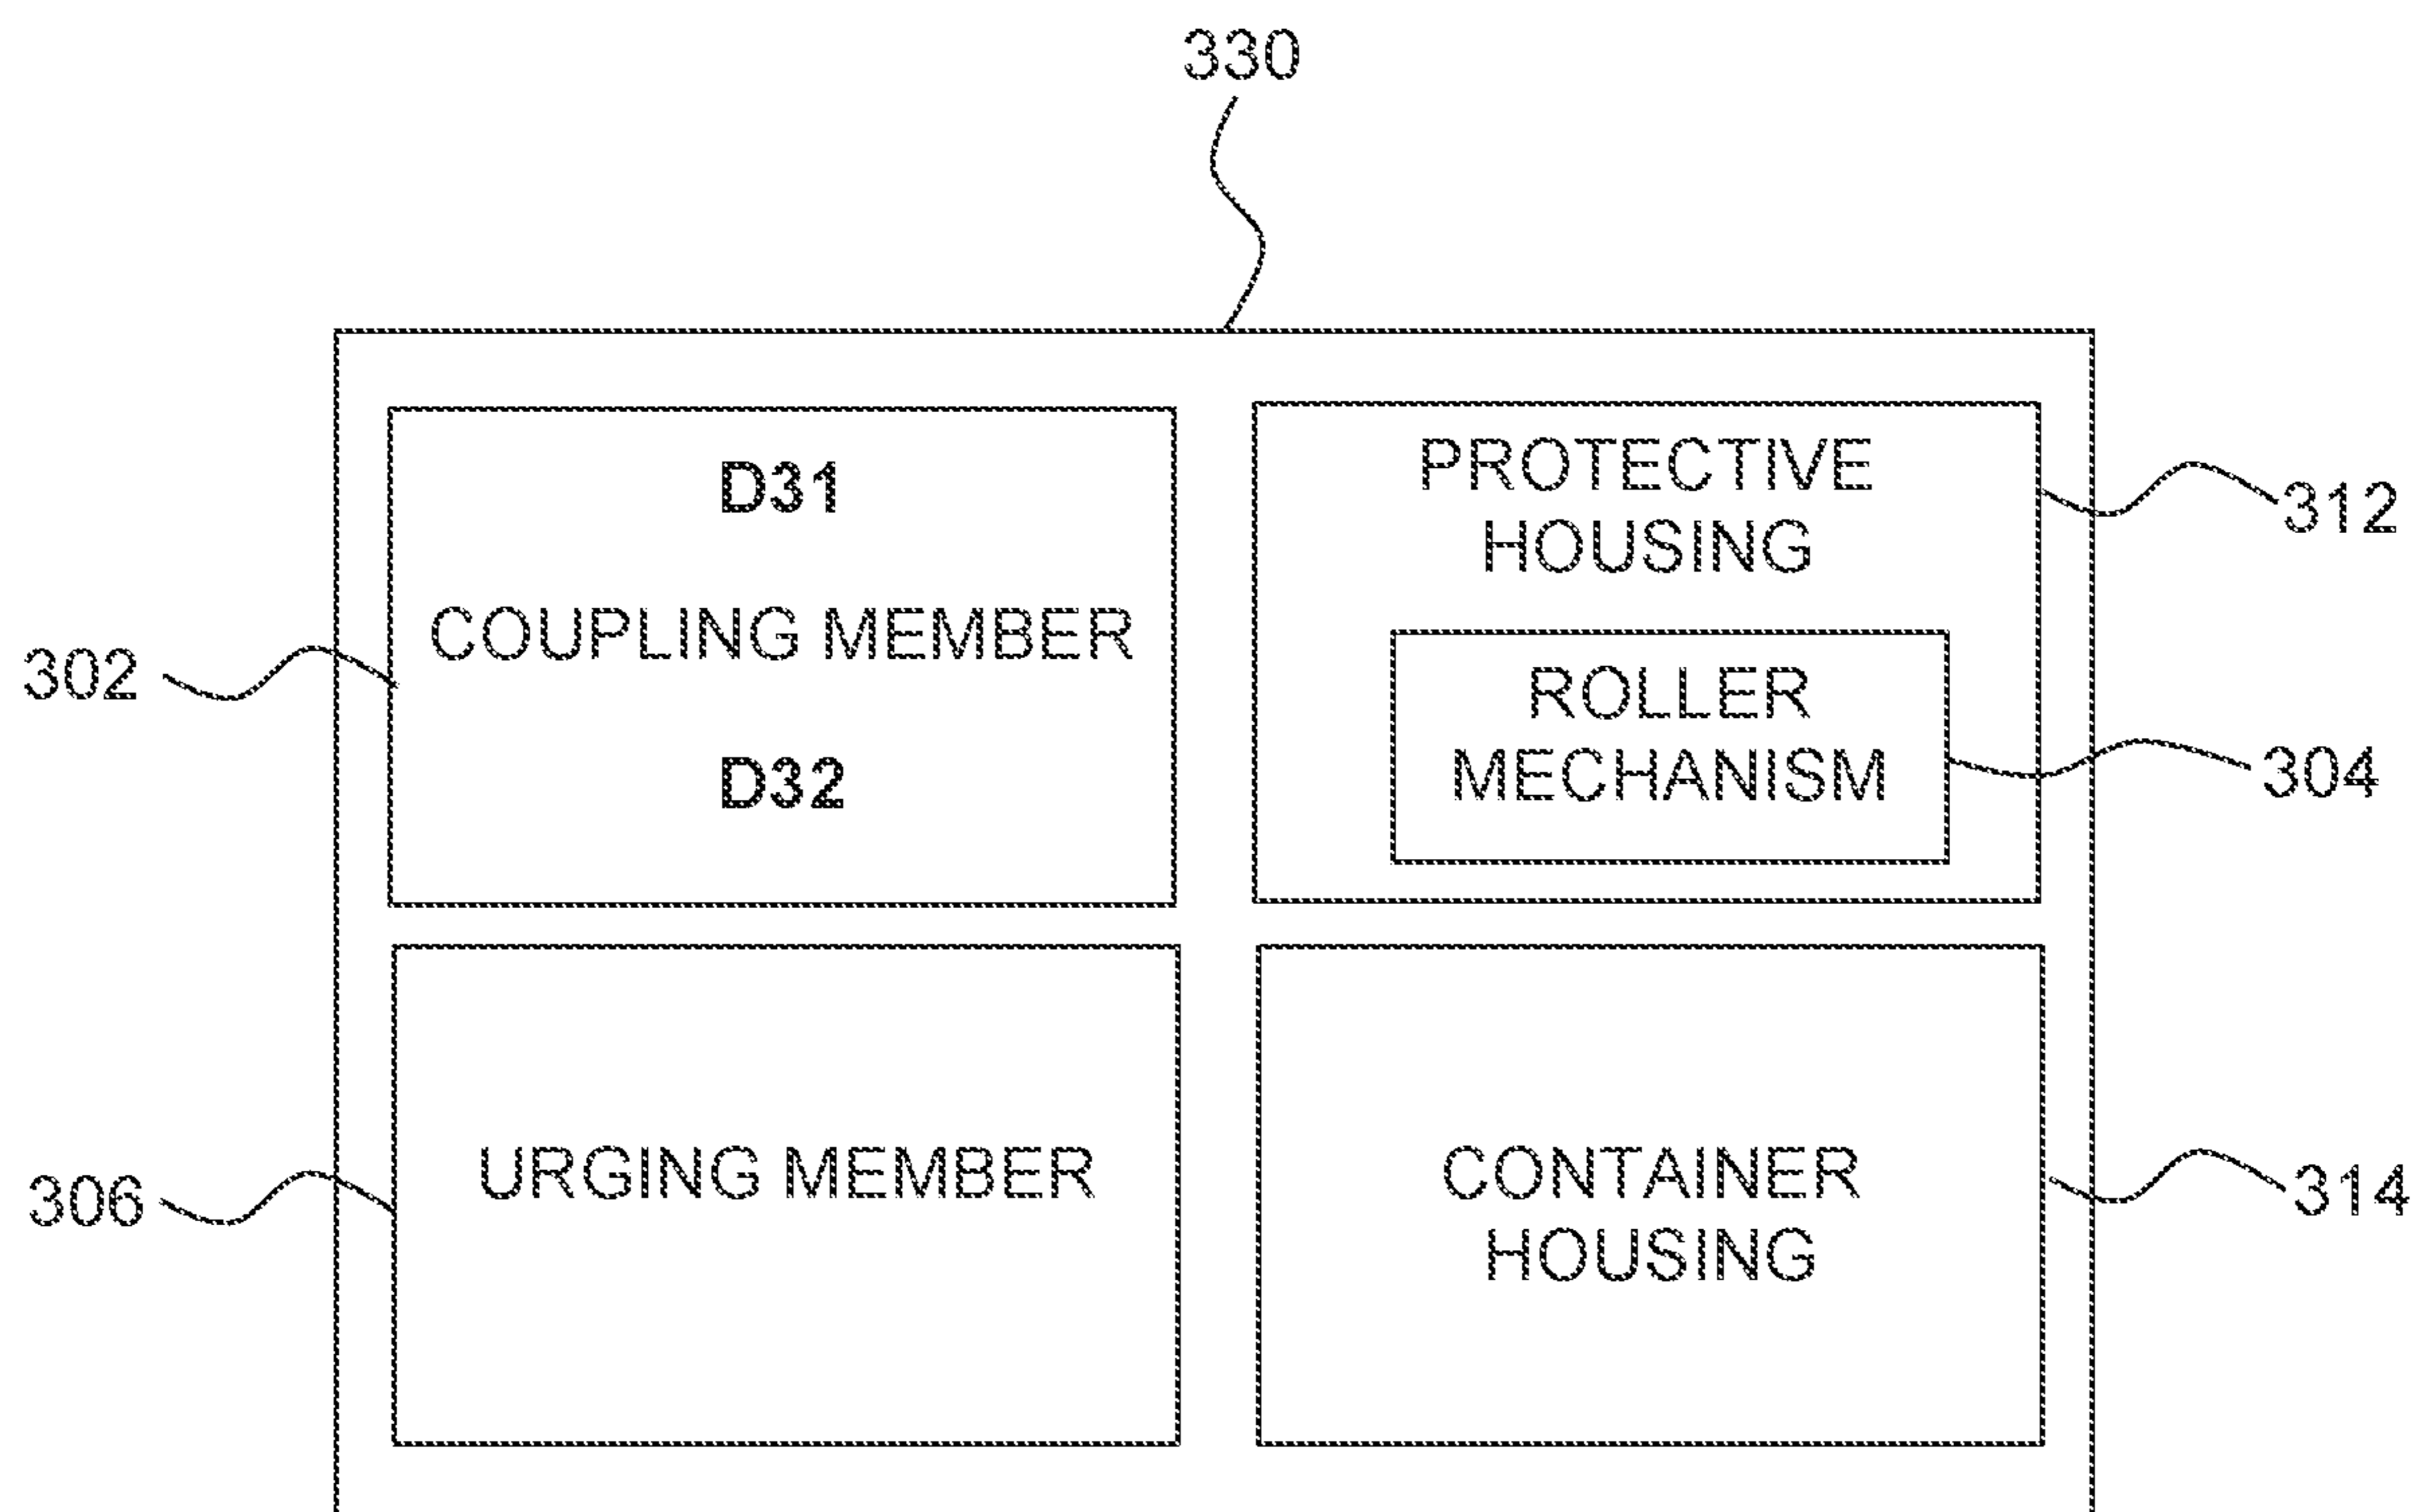 330
D31
COUPLING MEMBER
D32
302
PROTECTIVE
HOUSING
312
ROLLER
MECHANISM
304
URGING MEMBER
306
CONTAINER
HOUSING
314